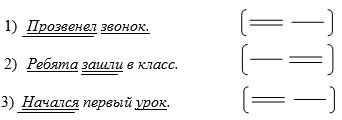 1) Прозвенел звонок.
2) Ребята зашли в класс.
3) Начался первый урок.